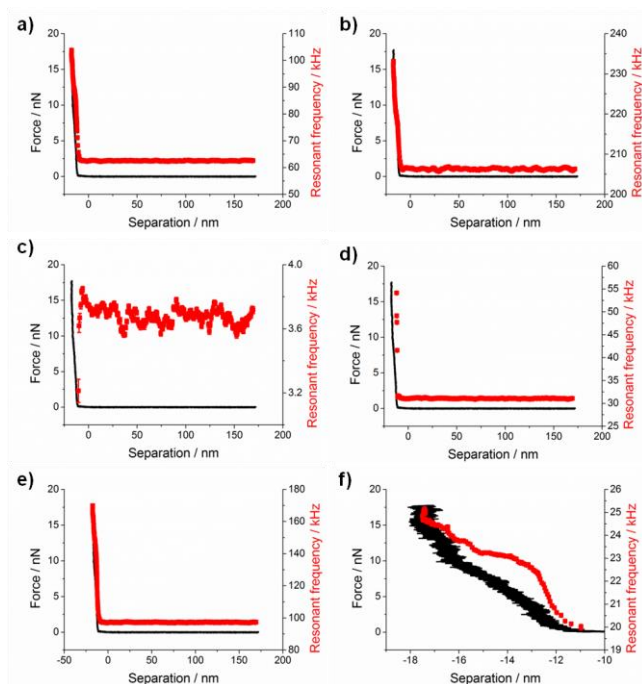 a)
20
15
10
5
0
Force / nN
0 50 100 150 200
Separation / nm
110
100
90
80
70
60
50
Resonant frequency / kHz
b)
20
15
10
5
0
Force / nN
0 50 100 150 200
Separation / nm
240
230
220
210
200
Resonant frequency / kHz
c)
20
15
10
5
0
Force / nN
0 50 100 150 200
Separation / nm
4.0
3.6
3.2
Resonant frequency / kHz
d)
20
15
10
5
0
Force / nN
0 50 100 150 200
Separation / nm
60
55
50
45
40
35
30
25
Resonant frequency / kHz
e)
20
15
10
5
0
Force / nN
-50 0 50 100 150 200
Separation / nm
Resonant frequency / kHz
f)
20
15
10
5
0
Force / nN
-18 -16 -14 -12 -10
Separation / nm
26
25
24
23
22
21
20
19
Resonant frequency / kHz